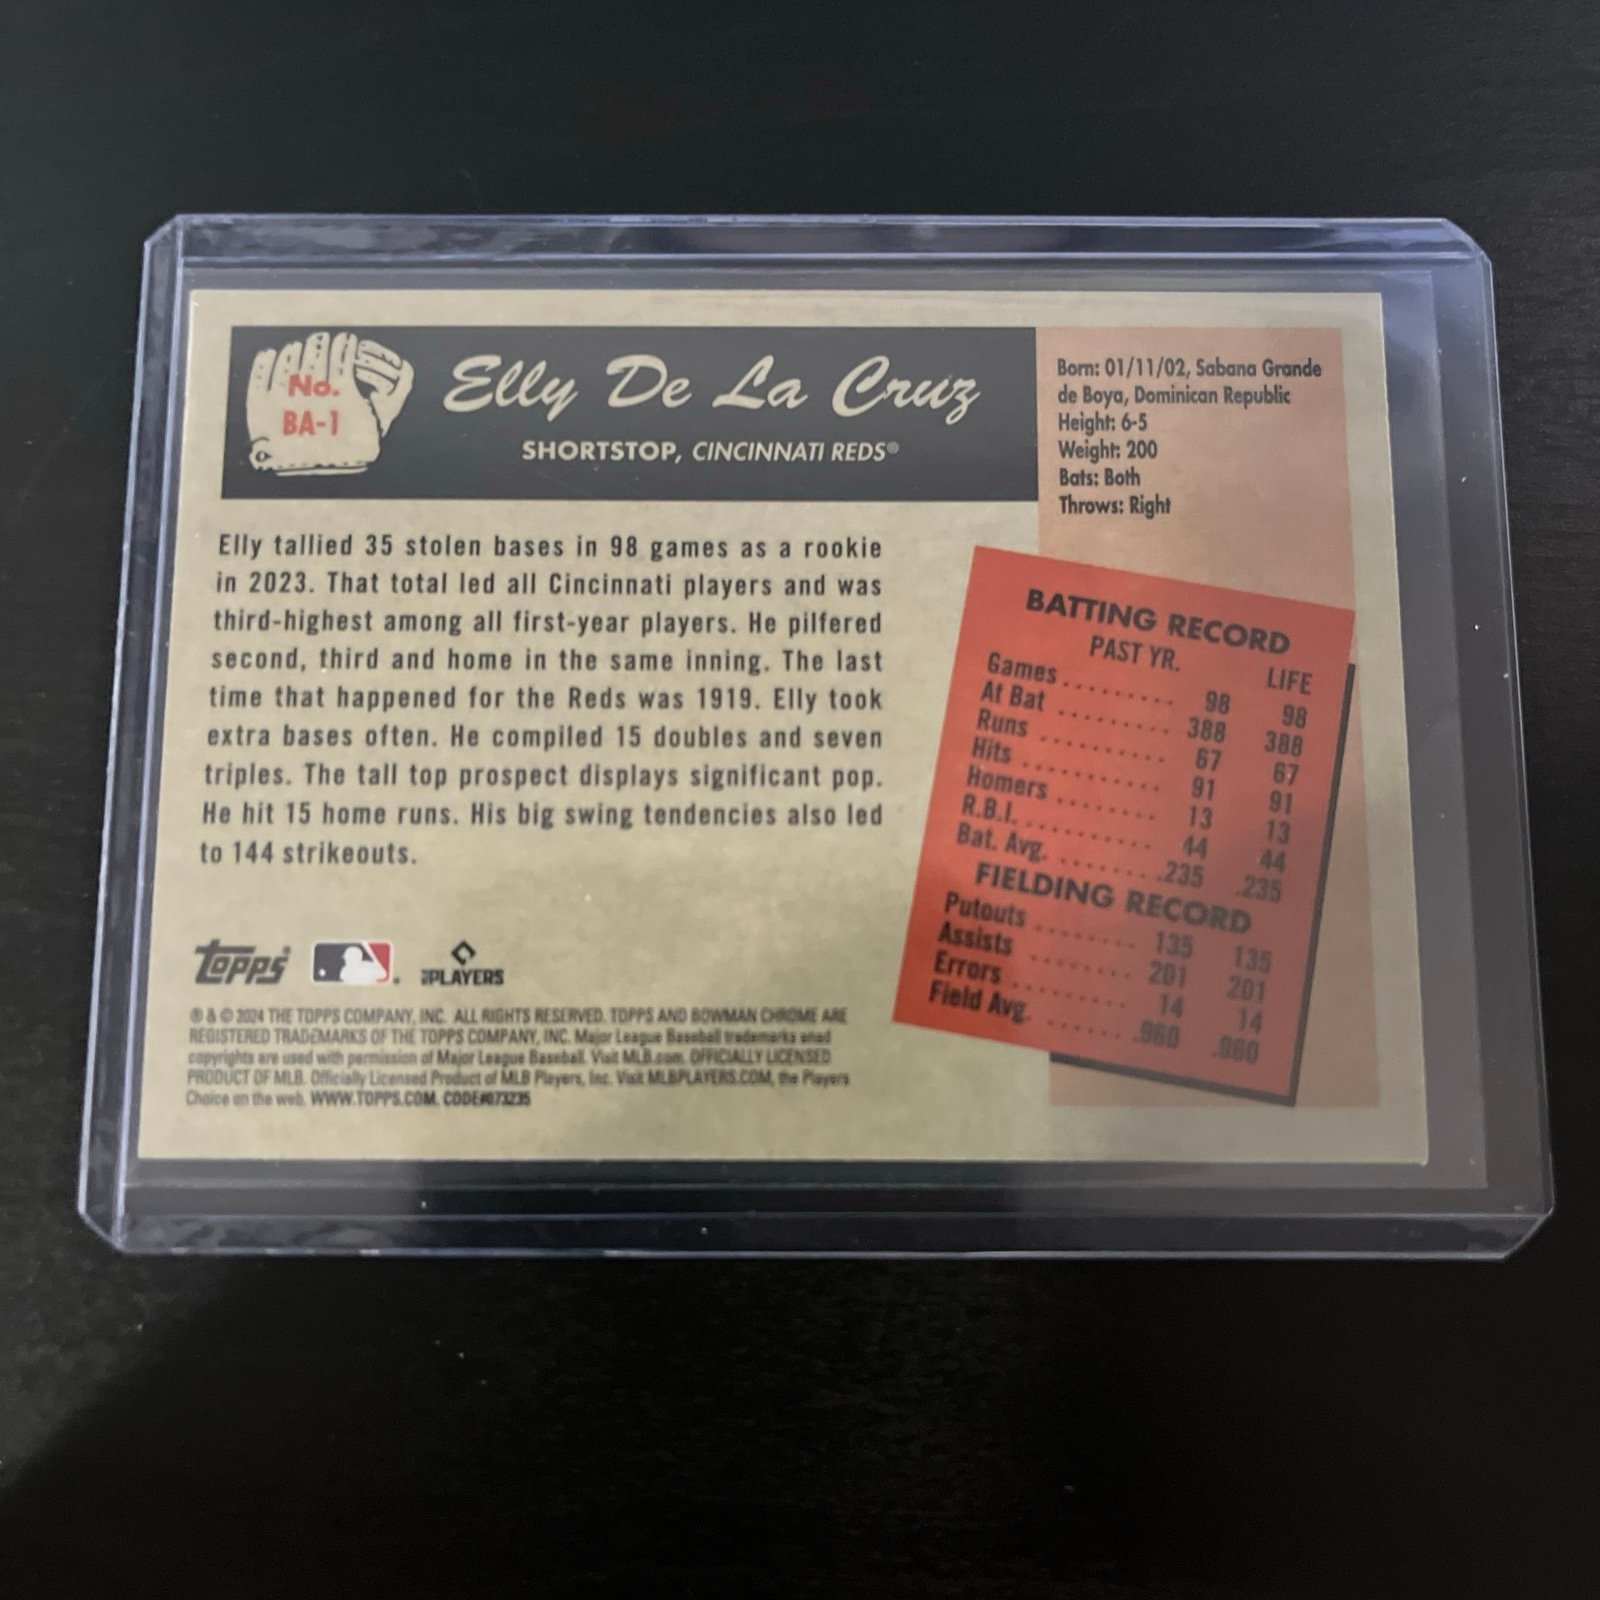 No.
BA-1
Elly De La Cruz
SHORTSTOP, CINCINNATI REDS®
Born: 01/11/02, Sabana Grande
de Boya, Dominican Republic
Height: 6-5
Weight: 200
Bats: Both
Throws: Right
Elly tallied 35 stolen bases in 98 games as a rookie
in 2023. That total led all Cincinnati players and was
third-highest among all first-year players. He pilfered
second, third and home in the same inning. The last
time that happened for the Reds was 1919. Elly took
extra bases often. He compiled 15 doubles and seven
triples. The tall top prospect displays significant pop.
He hit 15 home runs. His big swing tendencies also led
to 144 strikeouts.
BATTING RECORD
PAST YR. LIFE
Games.......... 98 98
At Bat .......... 388 388
Runs .......... 67 67
Hits .......... 91 91
Homers ........ 13 13
R.B.I. .......... 44 44
Bat. Avg. ........ .235 .235
FIELDING RECORD
Putouts ........ 135 135
Assists ........ 201 201
Errors .......... 14 14
Field Avg. ...... .960 .960
TOPPS® MLB PLAYERS
® & © 2024 THE TOPPS COMPANY, INC. ALL RIGHTS RESERVED. TOPPS AND BOWMAN CHROME ARE
REGISTERED TRADEMARKS OF THE TOPPS COMPANY, INC. Major League Baseball trademarks and
copyrights are used with permission of Major League Baseball. Visit MLB.com. OFFICIALLY LICENSED
PRODUCT OF MLB. Officially Licensed Product of MLB Players, Inc. Visit MLBPLAYERS.COM, the Players
Choice on the web. WWW.TOPPS.COM. CODE#073235